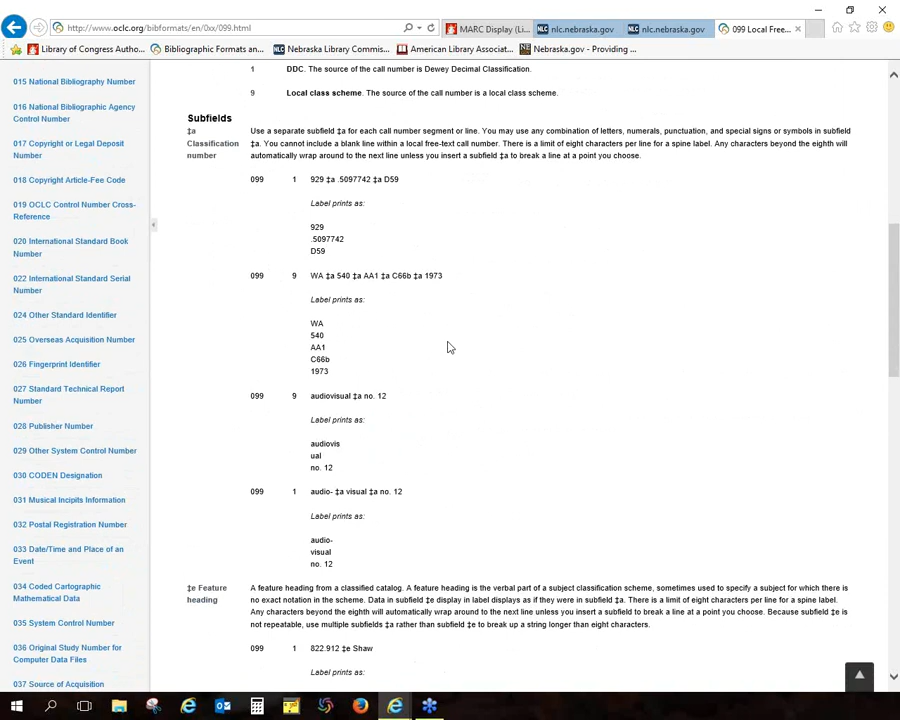 http://www.oclc.org/bibformats/en/0xx/099.html
MARC Display (Li...
nlc.nebraska.gov
nlc.nebraska.gov
099 Local Free...
Library of Congress Autho...
Bibliographic Formats an...
Nebraska Library Commis...
American Library Associat...
Nebraska.gov - Providing ...
015 National Bibliography Number
016 National Bibliographic Agency
Control Number
017 Copyright or Legal Deposit
Number
018 Copyright Article-Fee Code
019 OCLC Control Number Cross-
Reference
020 International Standard Book
Number
022 International Standard Serial
Number
024 Other Standard Identifier
025 Overseas Acquisition Number
026 Fingerprint Identifier
027 Standard Technical Report
Number
028 Publisher Number
029 Other System Control Number
030 CODEN Designation
031 Musical Incipits Information
032 Postal Registration Number
033 Date/Time and Place of an
Event
034 Coded Cartographic
Mathematical Data
035 System Control Number
036 Original Study Number for
Computer Data Files
037 Source of Acquisition
1 DDC. The source of the call number is Dewey Decimal Classification.
9 Local class scheme. The source of the call number is a local class scheme.
Subfields
‡a Use a separate subfield ‡a for each call number segment or line. You may use any combination of letters, numerals, punctuation, and special signs or symbols in subfield
Classification ‡a. You cannot include a blank line within a local free-text call number. There is a limit of eight characters per line for a spine label. Any characters beyond the eighth will
number automatically wrap around to the next line unless you insert a subfield ‡a to break a line at a point you choose.
099 1 929 ‡a .5097742 ‡a D59
Label prints as:
929
.5097742
D59
099 9 WA ‡a 540 ‡a AA1 ‡a C66b ‡a 1973
Label prints as:
WA
540
AA1
C66b
1973
099 9 audiovisual ‡a no. 12
Label prints as:
audiovis
ual
no. 12
099 1 audio- ‡a visual ‡a no. 12
Label prints as:
audio-
visual
no. 12
‡e Feature A feature heading from a classified catalog. A feature heading is the verbal part of a subject classification scheme, sometimes used to specify a subject for which there is
heading no exact notation in the scheme. Data in subfield ‡e display in label displays as if they were in subfield ‡a. There is a limit of eight characters per line for a spine label.
Any characters beyond the eighth will automatically wrap around to the next line unless you insert a subfield to break a line at a point you choose. Because subfield ‡e is
not repeatable, use multiple subfields ‡a rather than subfield ‡e to break up a string longer than eight characters.
099 1 822.912 ‡e Shaw
Label prints as: